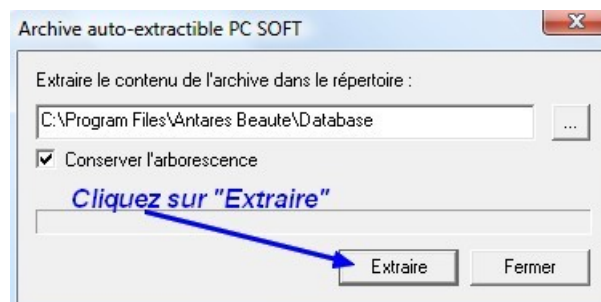 Archive auto-extractible PC SOFT
Extraire le contenu de l'archive dans le répertoire :
C:\Program Files\Antares Beaute\Database
...
Conserver l'arborescence
Cliquez sur "Extraire"
Extraire
Fermer